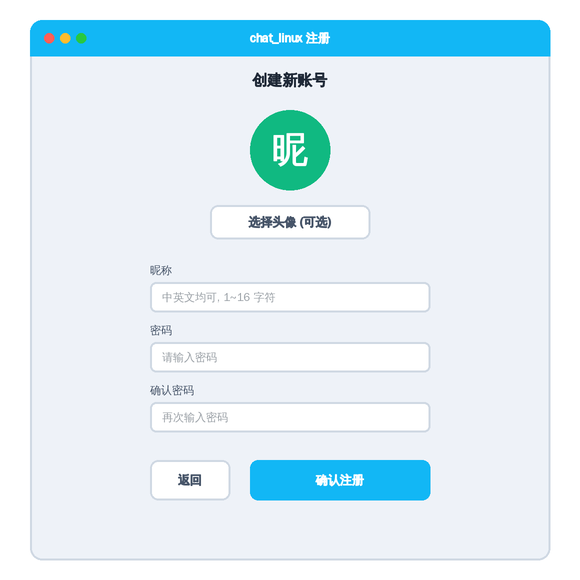 chat_linux 注册
创建新账号
昵
选择头像 (可选)
昵称
中英文均可, 1~16 字符
密码
请输入密码
确认密码
再次输入密码
返回
确认注册